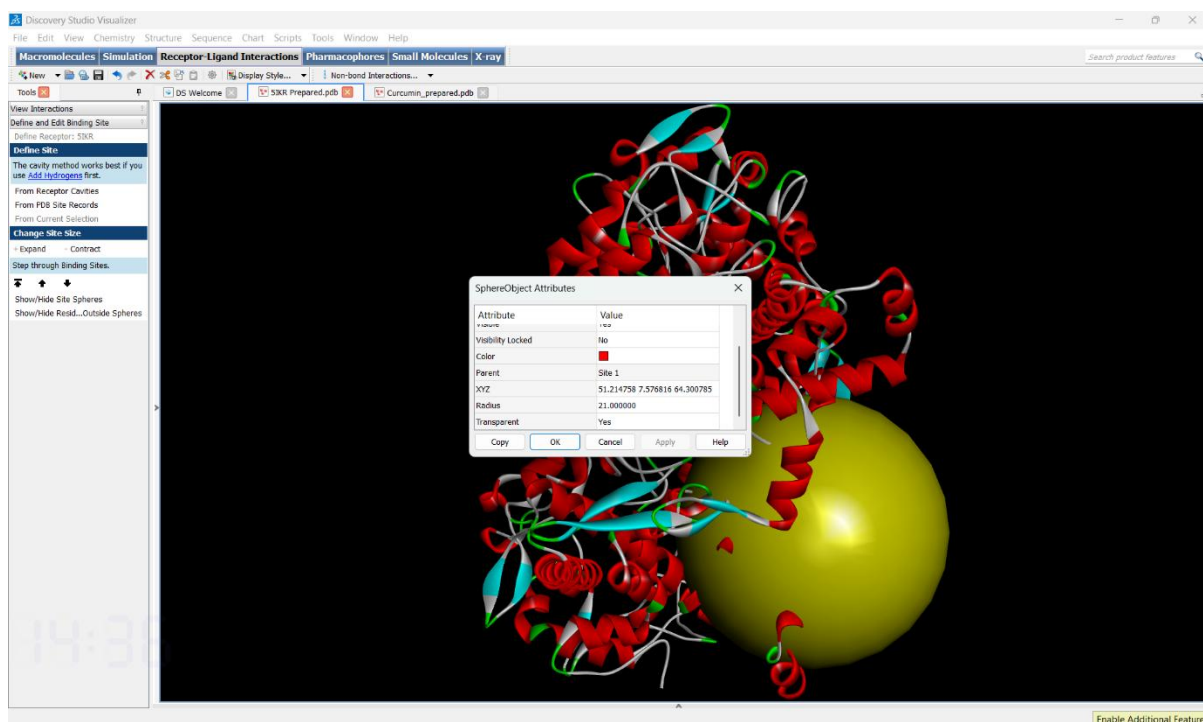 Discovery Studio Visualizer
File Edit View Chemistry Structure Sequence Chart Scripts Tools Window Help
Macromolecules Simulation Receptor-Ligand Interactions Pharmacophores Small Molecules X-ray
Search product features
New Display Style... Non-bond Interactions...
Tools DS Welcome 5IKR Prepared.pdb Curcumin_prepared.pdb
View Interactions
Define and Edit Binding Site
Define Receptor: 5IKR
Define Site
The cavity method works best if you
use Add Hydrogens first.
From Receptor Cavities
From PDB Site Records
From Current Selection
Change Site Size
+ Expand - Contract
Step through Binding Sites.
Show/Hide Site Spheres
Show/Hide Resid...Outside Spheres
SphereObject Attributes
Attribute Value
Visible Yes
Visibility Locked No
Color
Parent Site 1
XYZ 51.214758 7.576816 64.300785
Radius 21.000000
Transparent Yes
Copy OK Cancel Apply Help
14:38
Enable Additional Feature